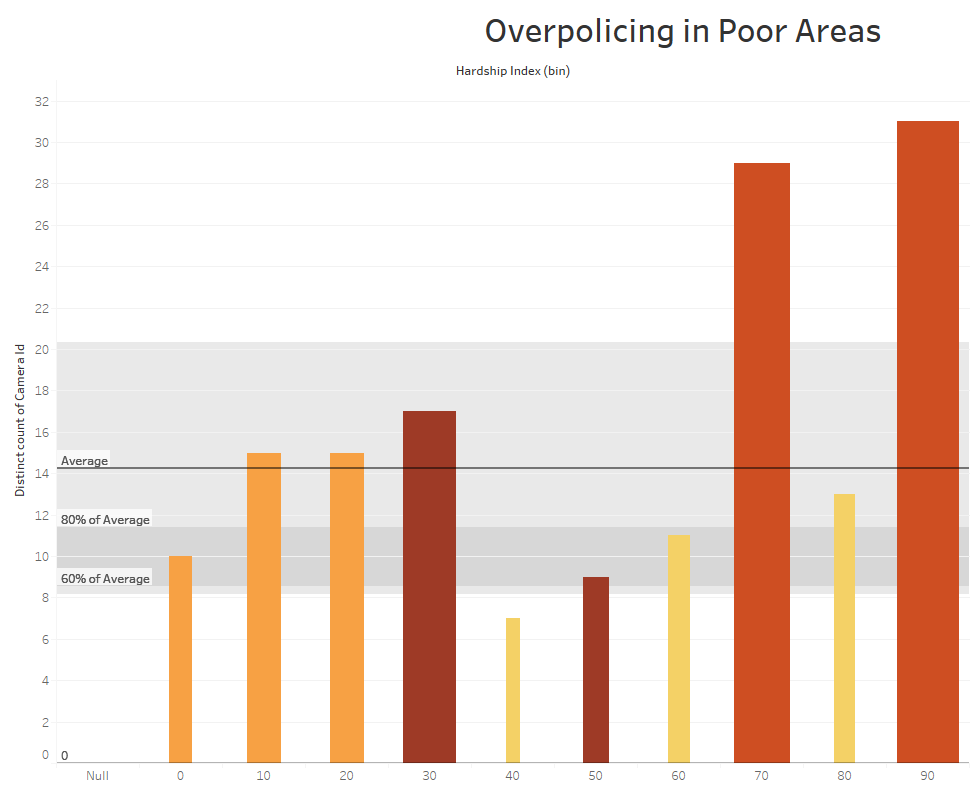 Overpolicing in Poor Areas
Hardship Index (bin)
32
30
28
26
24
22
20
18
16
14
12
10
8
6
4
2
0
Distinct count of Camera Id
Average
80% of Average
60% of Average
0
Null 0 10 20 30 40 50 60 70 80 90